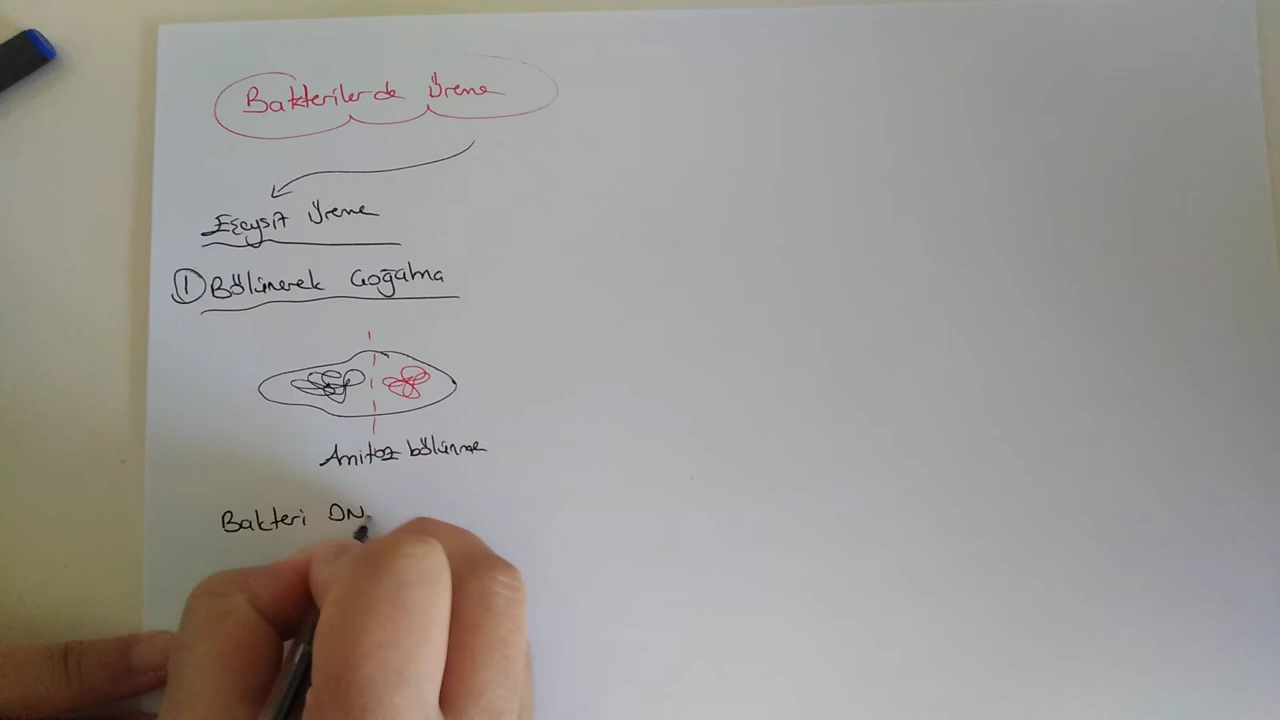 Bakterilerde Üreme
Eşeysiz Üreme
① Bölünerek Çoğalma
Amitoz bölünme
Bakteri DN